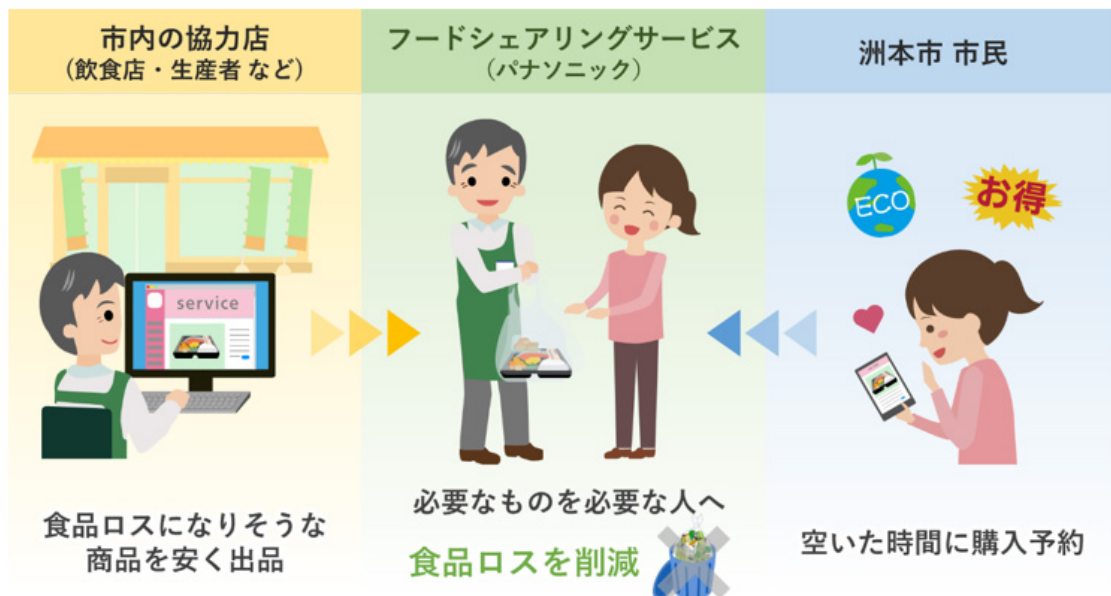 市内の協力店
(飲食店・生産者 など)
フードシェアリングサービス
(パナソニック)
洲本市 市民
service
ECO
お得
食品ロスになりそうな
商品を安く出品
必要なものを必要な人へ
食品ロスを削減
空いた時間に購入予約